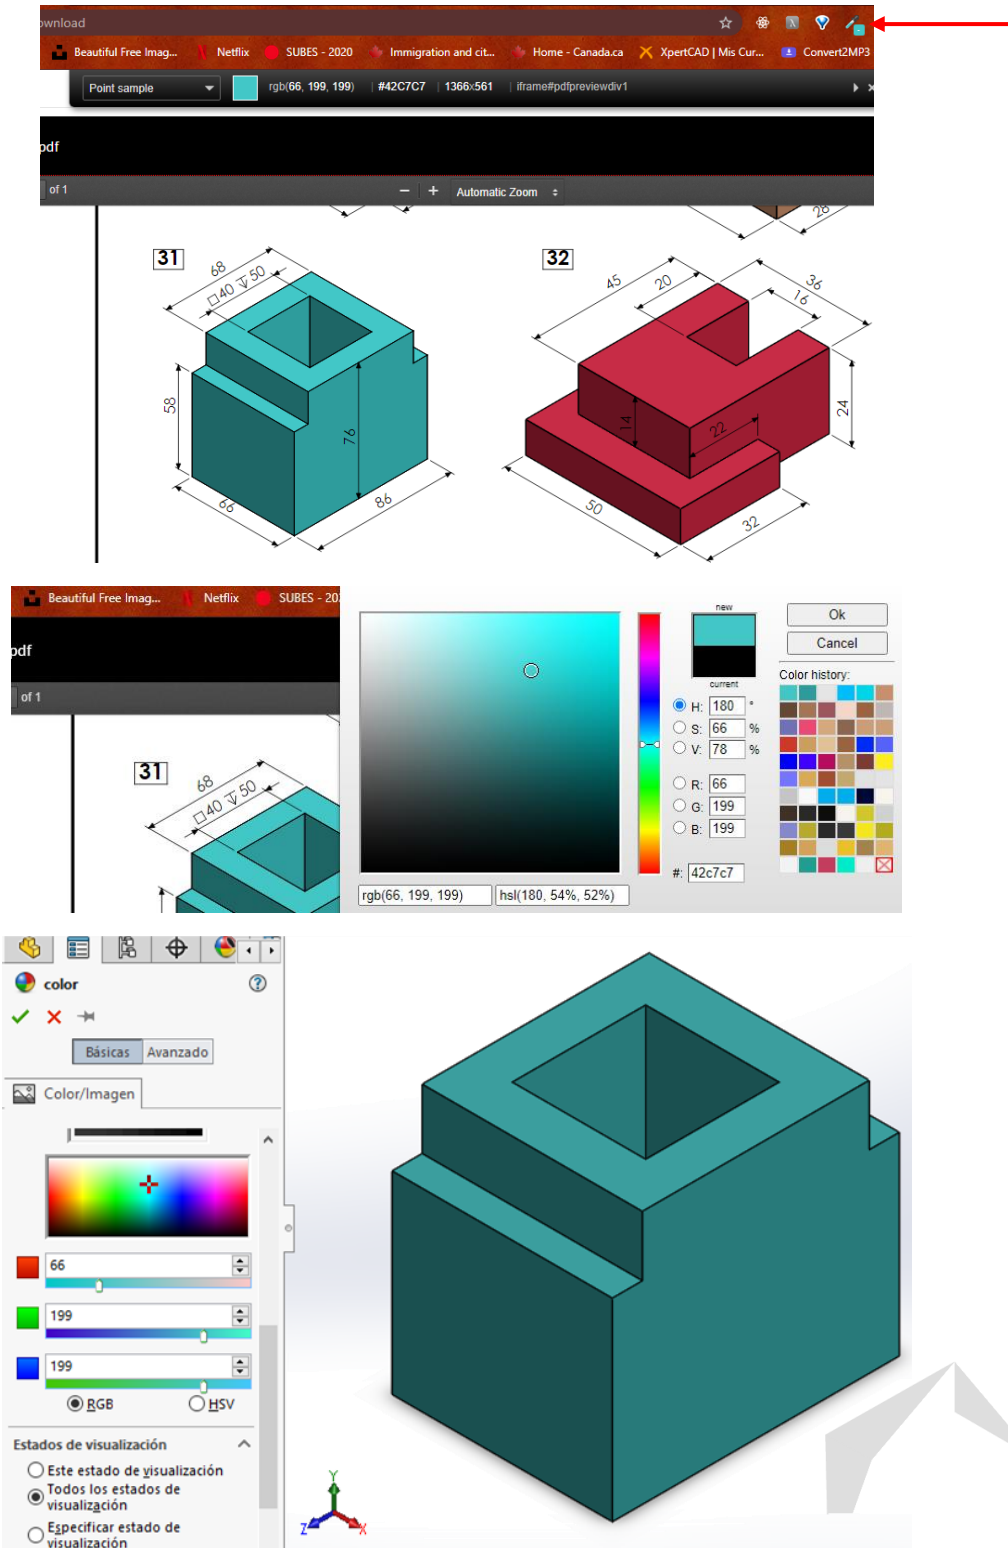 ownload
Beautiful Free Imag... Netflix SUBES - 2020 Immigration and cit... Home - Canada.ca XpertCAD | Mis Cur... Convert2MP3
Point sample rgb(66, 199, 199) | #42C7C7 | 1366x561 | iframe#pdfpreviewdiv1
pdf
of 1 − + Automatic Zoom
28
31
68
□40 ↧ 50
58
76
66
86
32
45
20
36
16
14
22
24
50
32
Beautiful Free Imag... Netflix SUBES - 20
pdf
of 1
31
68
□40 ↧ 50
new
current
Ok
Cancel
Color history:
H: 180 °
S: 66 %
V: 78 %
R: 66
G: 199
B: 199
#: 42c7c7
rgb(66, 199, 199) hsl(180, 54%, 52%)
color
Básicas Avanzado
Color/Imagen
66
199
199
RGB HSV
Estados de visualización
Este estado de visualización
Todos los estados de
visualización
Especificar estado de
visualización
Y
Z X